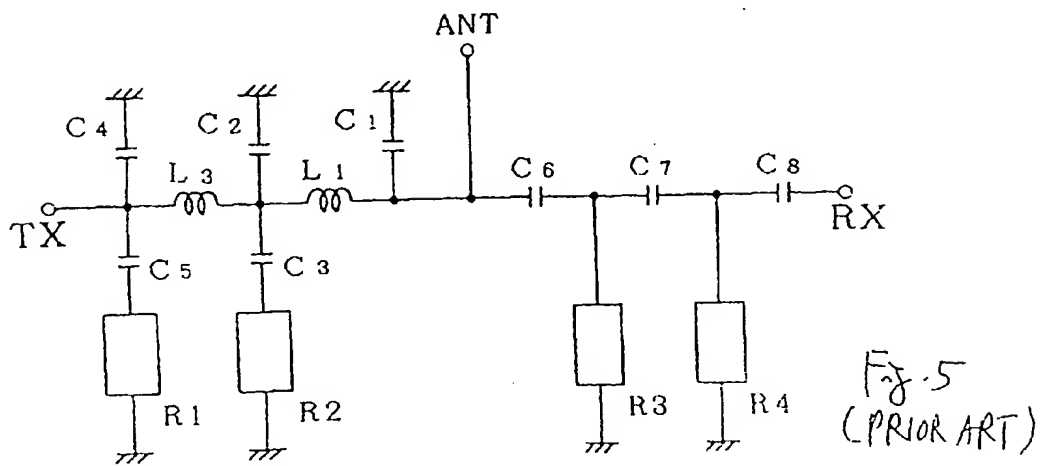 ANT
C4
C2
C1
L3
L1
C6
C7
C8
TX
RX
C5
C3
R1
R2
R3
R4
Fig.5
(PRIOR ART)